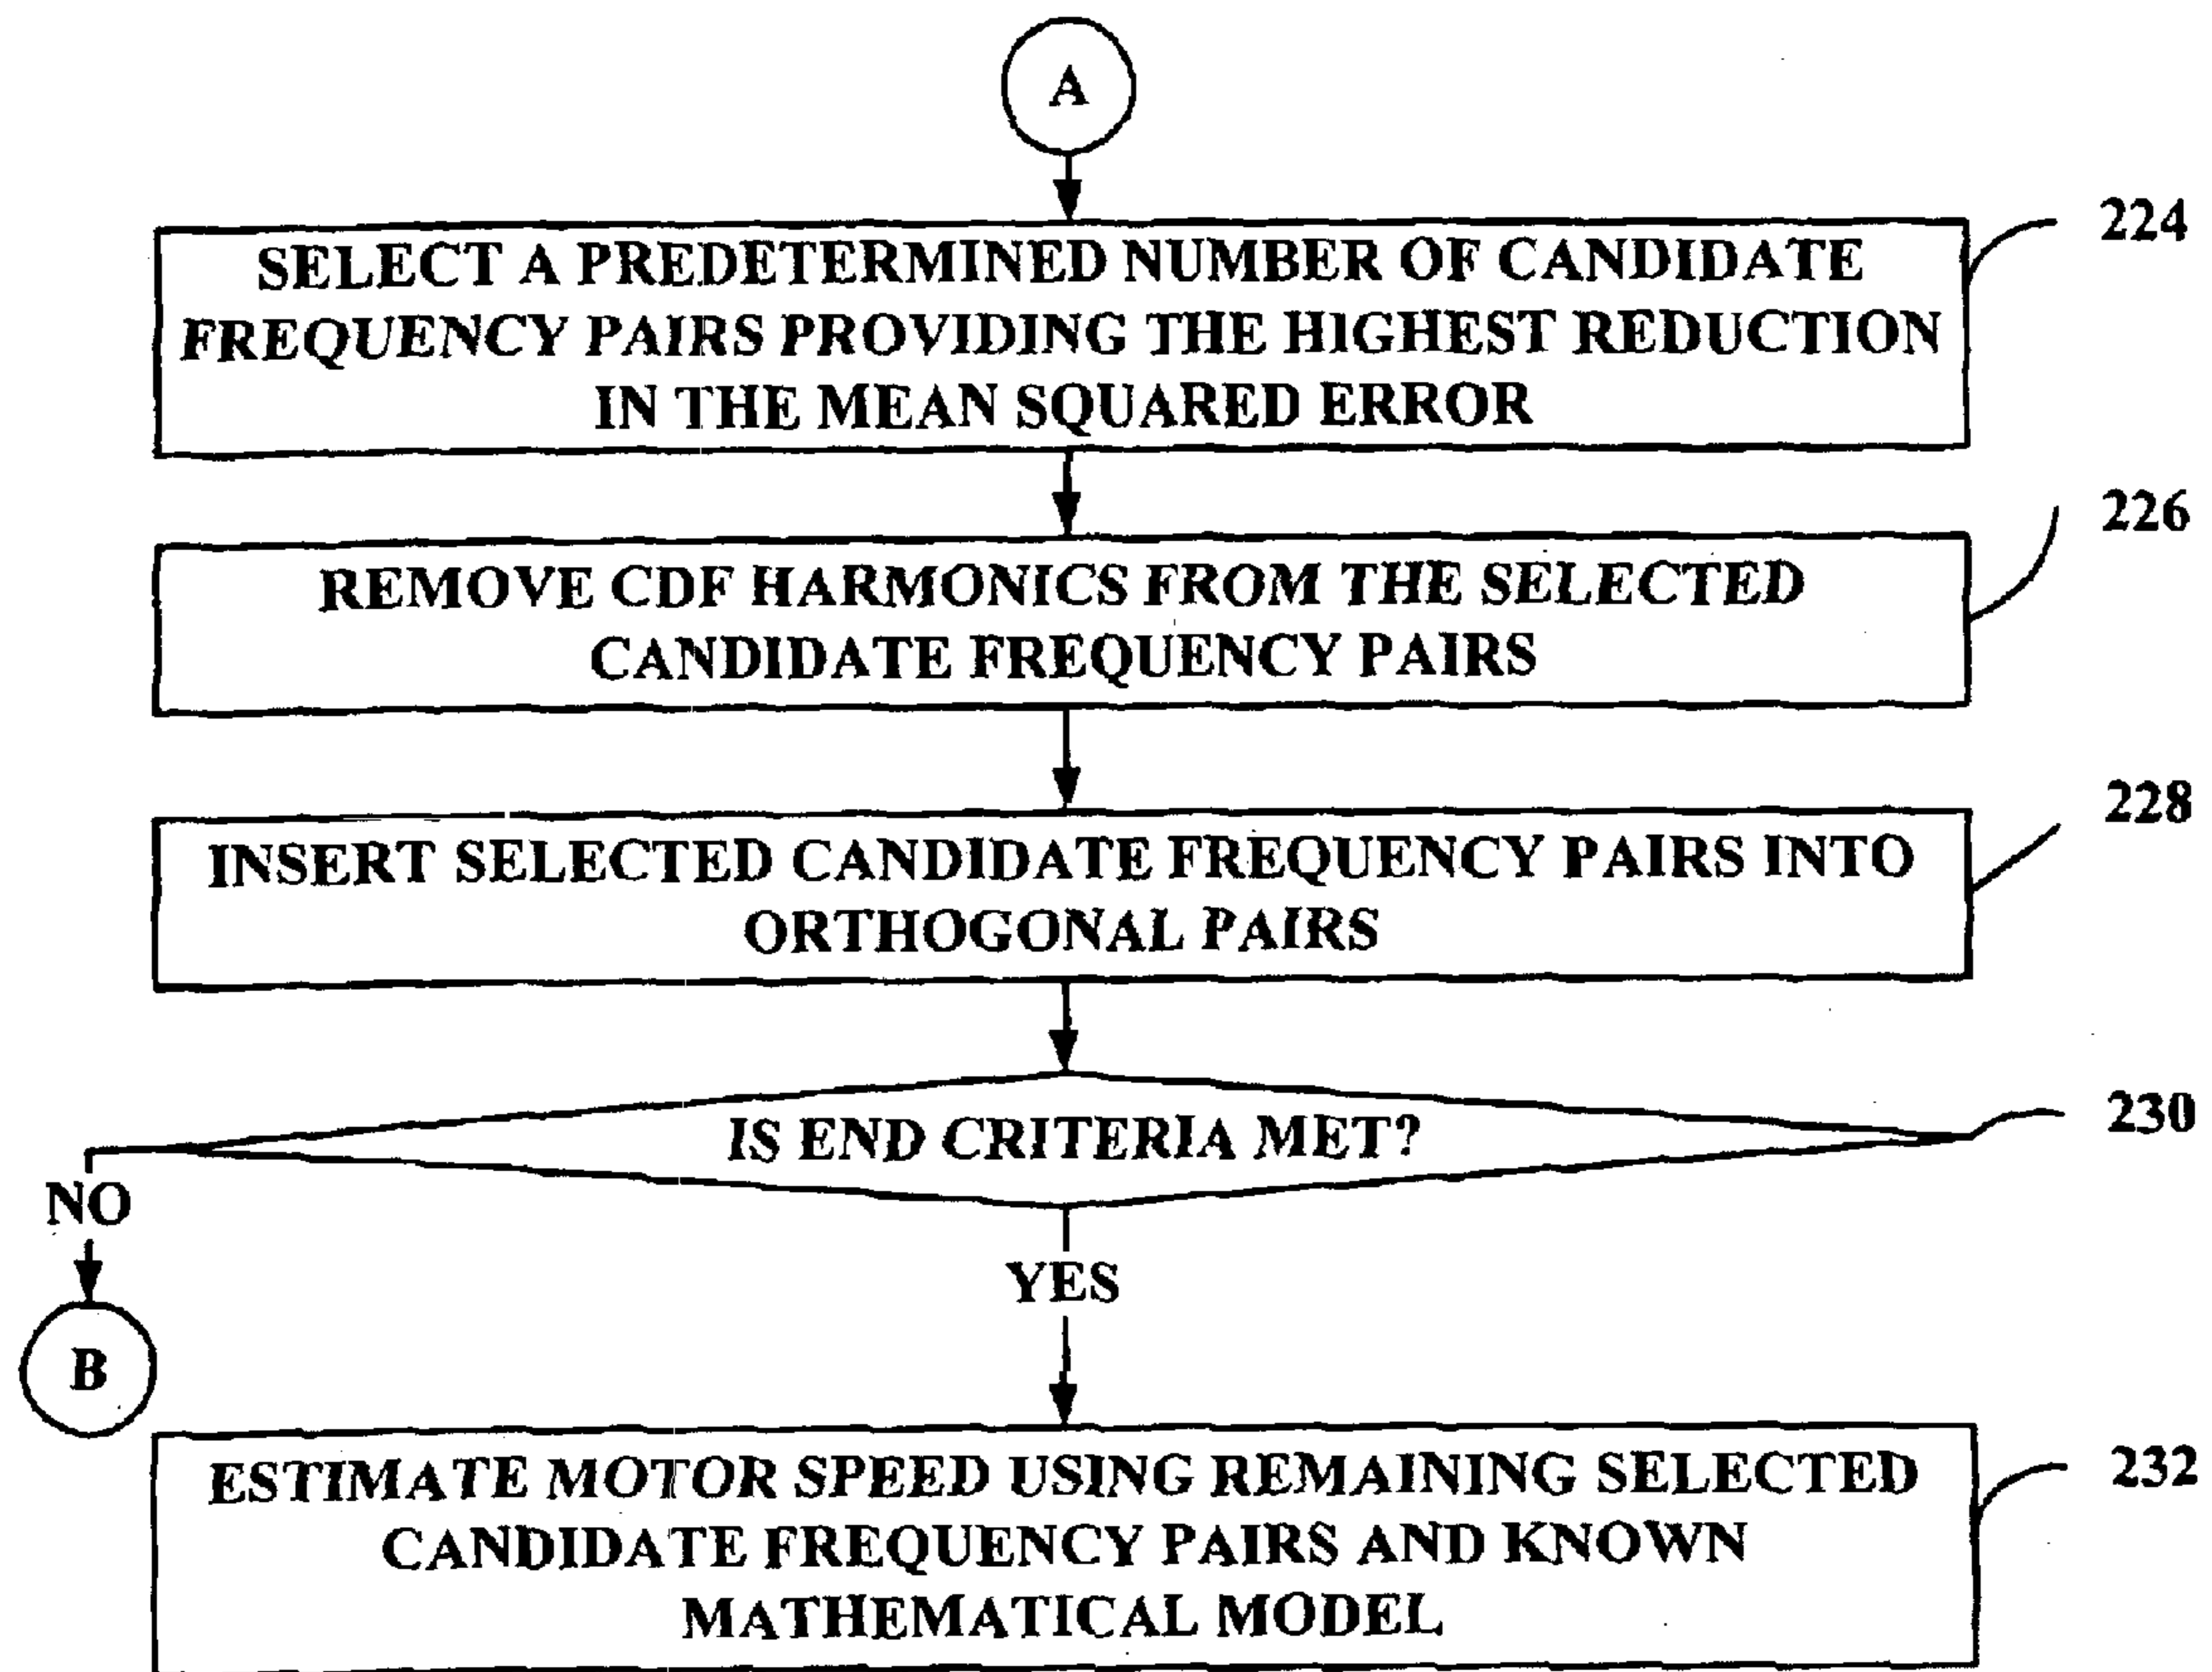 A
SELECT A PREDETERMINED NUMBER OF CANDIDATE
FREQUENCY PAIRS PROVIDING THE HIGHEST REDUCTION
IN THE MEAN SQUARED ERROR
224
REMOVE CDF HARMONICS FROM THE SELECTED
CANDIDATE FREQUENCY PAIRS
226
INSERT SELECTED CANDIDATE FREQUENCY PAIRS INTO
ORTHOGONAL PAIRS
228
IS END CRITERIA MET?
230
NO
YES
B
ESTIMATE MOTOR SPEED USING REMAINING SELECTED
CANDIDATE FREQUENCY PAIRS AND KNOWN
MATHEMATICAL MODEL
232